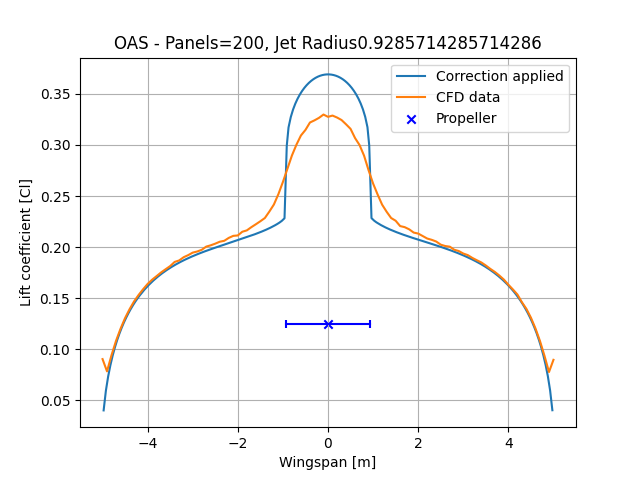 OAS - Panels=200, Jet Radius0.9285714285714286
Correction applied
CFD data
Propeller
Lift coefficient [Cl]
0.35
0.30
0.25
0.20
0.15
0.10
0.05
−4
−2
0
2
4
Wingspan [m]